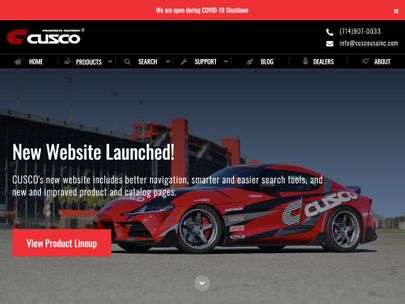 We are open during COVID-19 Shutdown
CUSCO
(714)907-0033
info@cuscousainc.com
HOME PRODUCTS SEARCH SUPPORT BLOG DEALERS ABOUT
New Website Launched!
CUSCO's new website includes better navigation, smarter and easier search tools, and
new and improved product and catalog pages.
CUSCO
View Product Lineup